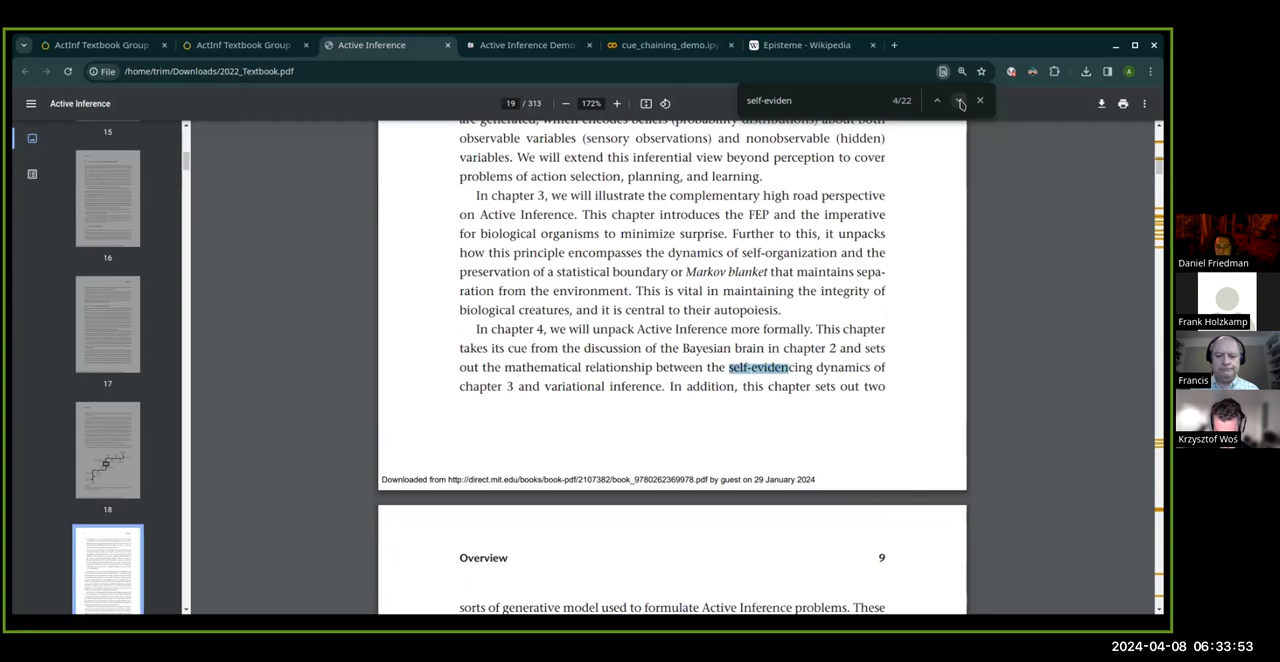 ActInf Textbook Group
ActInf Textbook Group
Active Inference
Active Inference Demo
cue_chaining_demo.ipy
Episteme - Wikipedia
File
/home/trim/Downloads/2022_Textbook.pdf
Active Inference
19 / 313
172%
self-eviden
4/22
15
16
17
18
are generated, which encodes beliefs (probability distributions) about both
observable variables (sensory observations) and nonobservable (hidden)
variables. We will extend this inferential view beyond perception to cover
problems of action selection, planning, and learning.
In chapter 3, we will illustrate the complementary high road perspective
on Active Inference. This chapter introduces the FEP and the imperative
for biological organisms to minimize surprise. Further to this, it unpacks
how this principle encompasses the dynamics of self-organization and the
preservation of a statistical boundary or Markov blanket that maintains sepa-
ration from the environment. This is vital in maintaining the integrity of
biological creatures, and it is central to their autopoiesis.
In chapter 4, we will unpack Active Inference more formally. This chapter
takes its cue from the discussion of the Bayesian brain in chapter 2 and sets
out the mathematical relationship between the self-evidencing dynamics of
chapter 3 and variational inference. In addition, this chapter sets out two
Downloaded from http://direct.mit.edu/books/book-pdf/2107382/book_9780262369978.pdf by guest on 29 January 2024
Overview 9
sorts of generative model used to formulate Active Inference problems. These
Daniel Friedman
Frank Holzkamp
Francis
Krzysztof Woś
2024-04-08 06:33:53